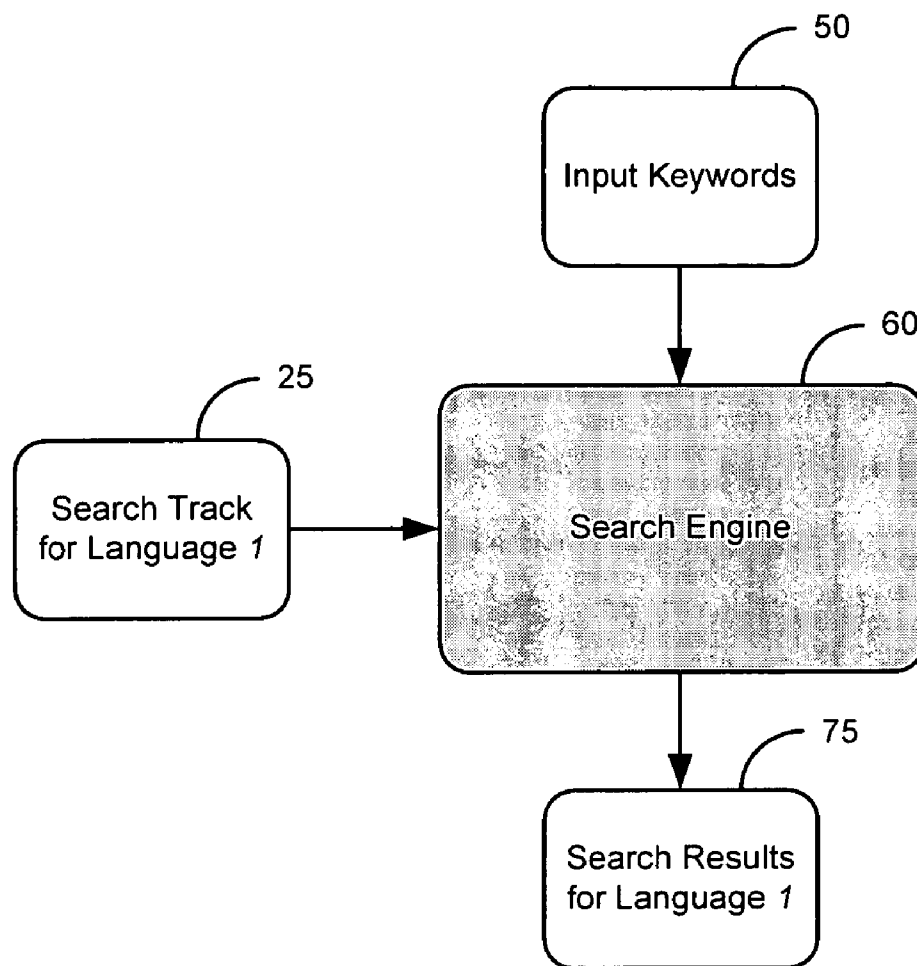 50
Input Keywords
60
25
Search Track
for Language 1
Search Engine
75
Search Results
for Language 1